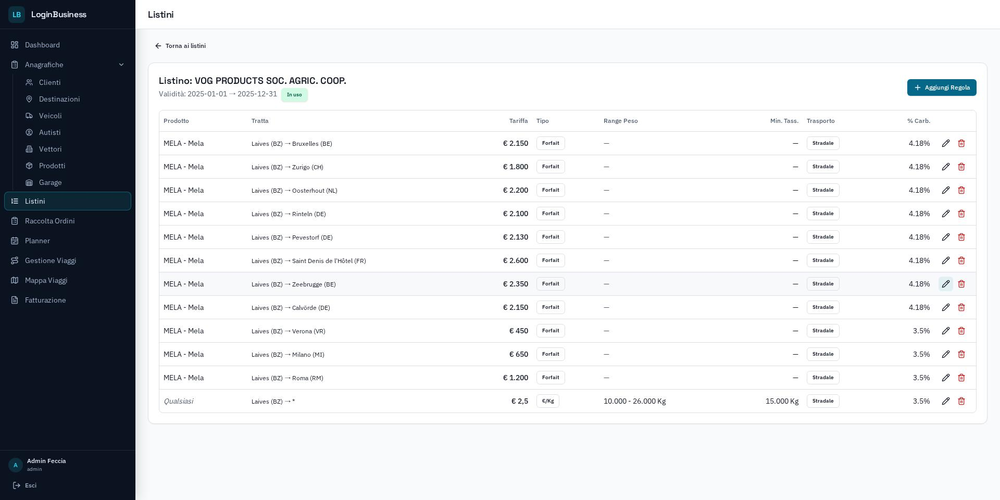 LB LoginBusiness
Listini
Dashboard
Anagrafiche
Clienti
Destinazioni
Veicoli
Autisti
Vettori
Prodotti
Garage
Listini
Raccolta Ordini
Planner
Gestione Viaggi
Mappa Viaggi
Fatturazione
A
Admin Feccia
admin
Esci
Torna ai listini
Listino: VOG PRODUCTS SOC. AGRIC. COOP.
Validità: 2025-01-01 → 2025-12-31 In uso
Aggiungi Regola
Prodotto Tratta Tariffa Tipo Range Peso Min. Tass. Trasporto % Carb.
MELA - Mela Laives (BZ) → Bruxelles (BE) € 2.150 Forfait — — Stradale 4.18%
MELA - Mela Laives (BZ) → Zurigo (CH) € 1.800 Forfait — — Stradale 4.18%
MELA - Mela Laives (BZ) → Oosterhout (NL) € 2.200 Forfait — — Stradale 4.18%
MELA - Mela Laives (BZ) → Rinteln (DE) € 2.100 Forfait — — Stradale 4.18%
MELA - Mela Laives (BZ) → Pevestorf (DE) € 2.130 Forfait — — Stradale 4.18%
MELA - Mela Laives (BZ) → Saint Denis de l'Hôtel (FR) € 2.600 Forfait — — Stradale 4.18%
MELA - Mela Laives (BZ) → Zeebrugge (BE) € 2.350 Forfait — — Stradale 4.18%
MELA - Mela Laives (BZ) → Calvörde (DE) € 2.150 Forfait — — Stradale 4.18%
MELA - Mela Laives (BZ) → Verona (VR) € 450 Forfait — — Stradale 3.5%
MELA - Mela Laives (BZ) → Milano (MI) € 650 Forfait — — Stradale 3.5%
MELA - Mela Laives (BZ) → Roma (RM) € 1.200 Forfait — — Stradale 3.5%
Qualsiasi Laives (BZ) → * € 2,5 €/Kg 10.000 - 26.000 Kg 15.000 Kg Stradale 3.5%